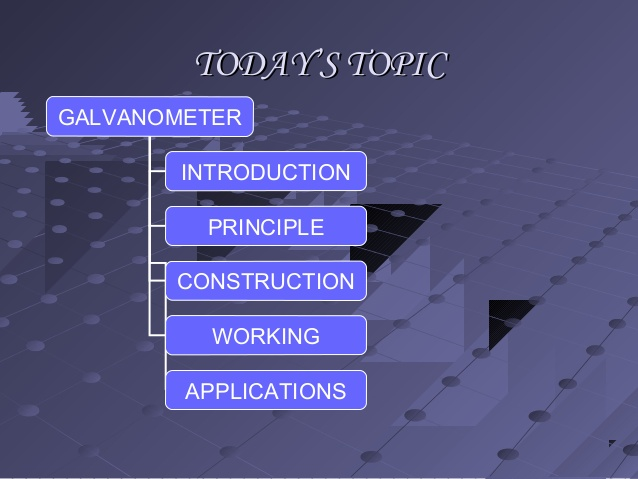 TODAY'S TOPIC
GALVANOMETER
INTRODUCTION
PRINCIPLE
CONSTRUCTION
WORKING
APPLICATIONS